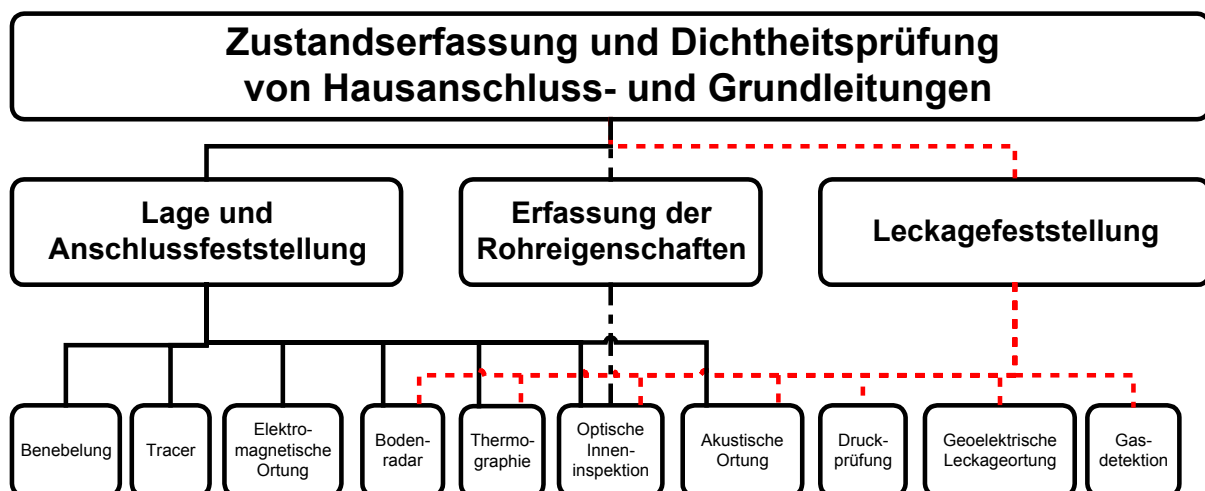 Zustandserfassung und Dichtheitsprüfung
von Hausanschluss- und Grundleitungen
Lage und
Anschlussfeststellung
Erfassung der
Rohreigenschaften
Leckagefeststellung
Benebelung
Tracer
Elektro-
magnetische
Ortung
Boden-
radar
Thermo-
graphie
Optische
Innen-
inspektion
Akustische
Ortung
Druck-
prüfung
Geoelektrische
Leckageortung
Gas-
detektion